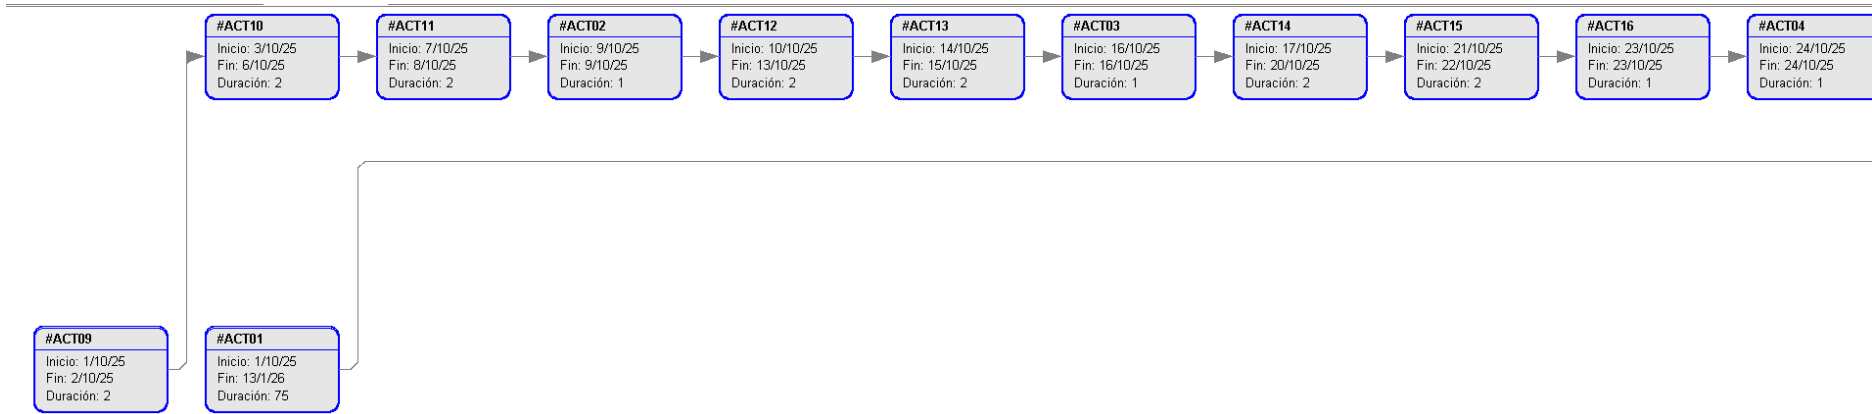 #ACT10
Inicio: 3/10/25
Fin: 6/10/25
Duración: 2
#ACT11
Inicio: 7/10/25
Fin: 8/10/25
Duración: 2
#ACT02
Inicio: 9/10/25
Fin: 9/10/25
Duración: 1
#ACT12
Inicio: 10/10/25
Fin: 13/10/25
Duración: 2
#ACT13
Inicio: 14/10/25
Fin: 15/10/25
Duración: 2
#ACT03
Inicio: 16/10/25
Fin: 16/10/25
Duración: 1
#ACT14
Inicio: 17/10/25
Fin: 20/10/25
Duración: 2
#ACT15
Inicio: 21/10/25
Fin: 22/10/25
Duración: 2
#ACT16
Inicio: 23/10/25
Fin: 23/10/25
Duración: 1
#ACT04
Inicio: 24/10/25
Fin: 24/10/25
Duración: 1
#ACT09
Inicio: 1/10/25
Fin: 2/10/25
Duración: 2
#ACT01
Inicio: 1/10/25
Fin: 13/1/26
Duración: 75